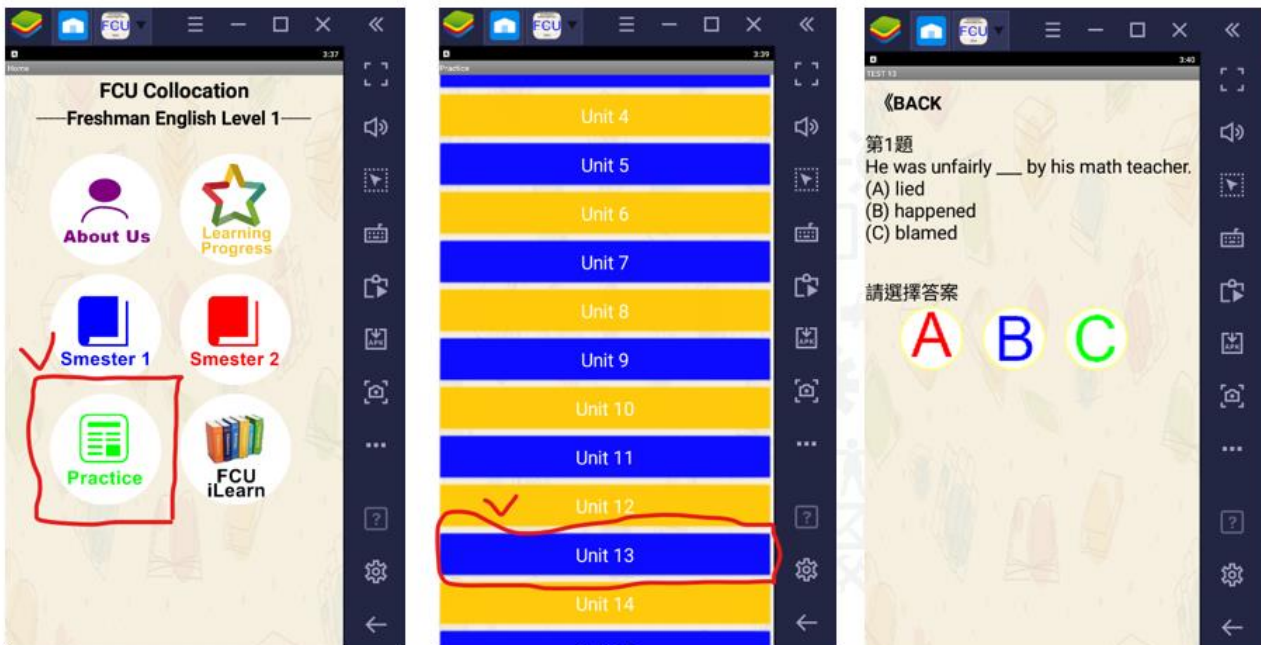 FCU
3:37
Home
FCU Collocation
Freshman English Level 1
About Us
Learning
Progress
Smester 1
Smester 2
Practice
FCU
iLearn
APK
?
FCU
3:39
Practice
Unit 4
Unit 5
Unit 6
Unit 7
Unit 8
Unit 9
Unit 10
Unit 11
Unit 12
Unit 13
Unit 14
APK
?
FCU
3:40
TEST 13
《BACK
第1題
He was unfairly ___ by his math teacher.
(A) lied
(B) happened
(C) blamed
請選擇答案
A B C
APK
?